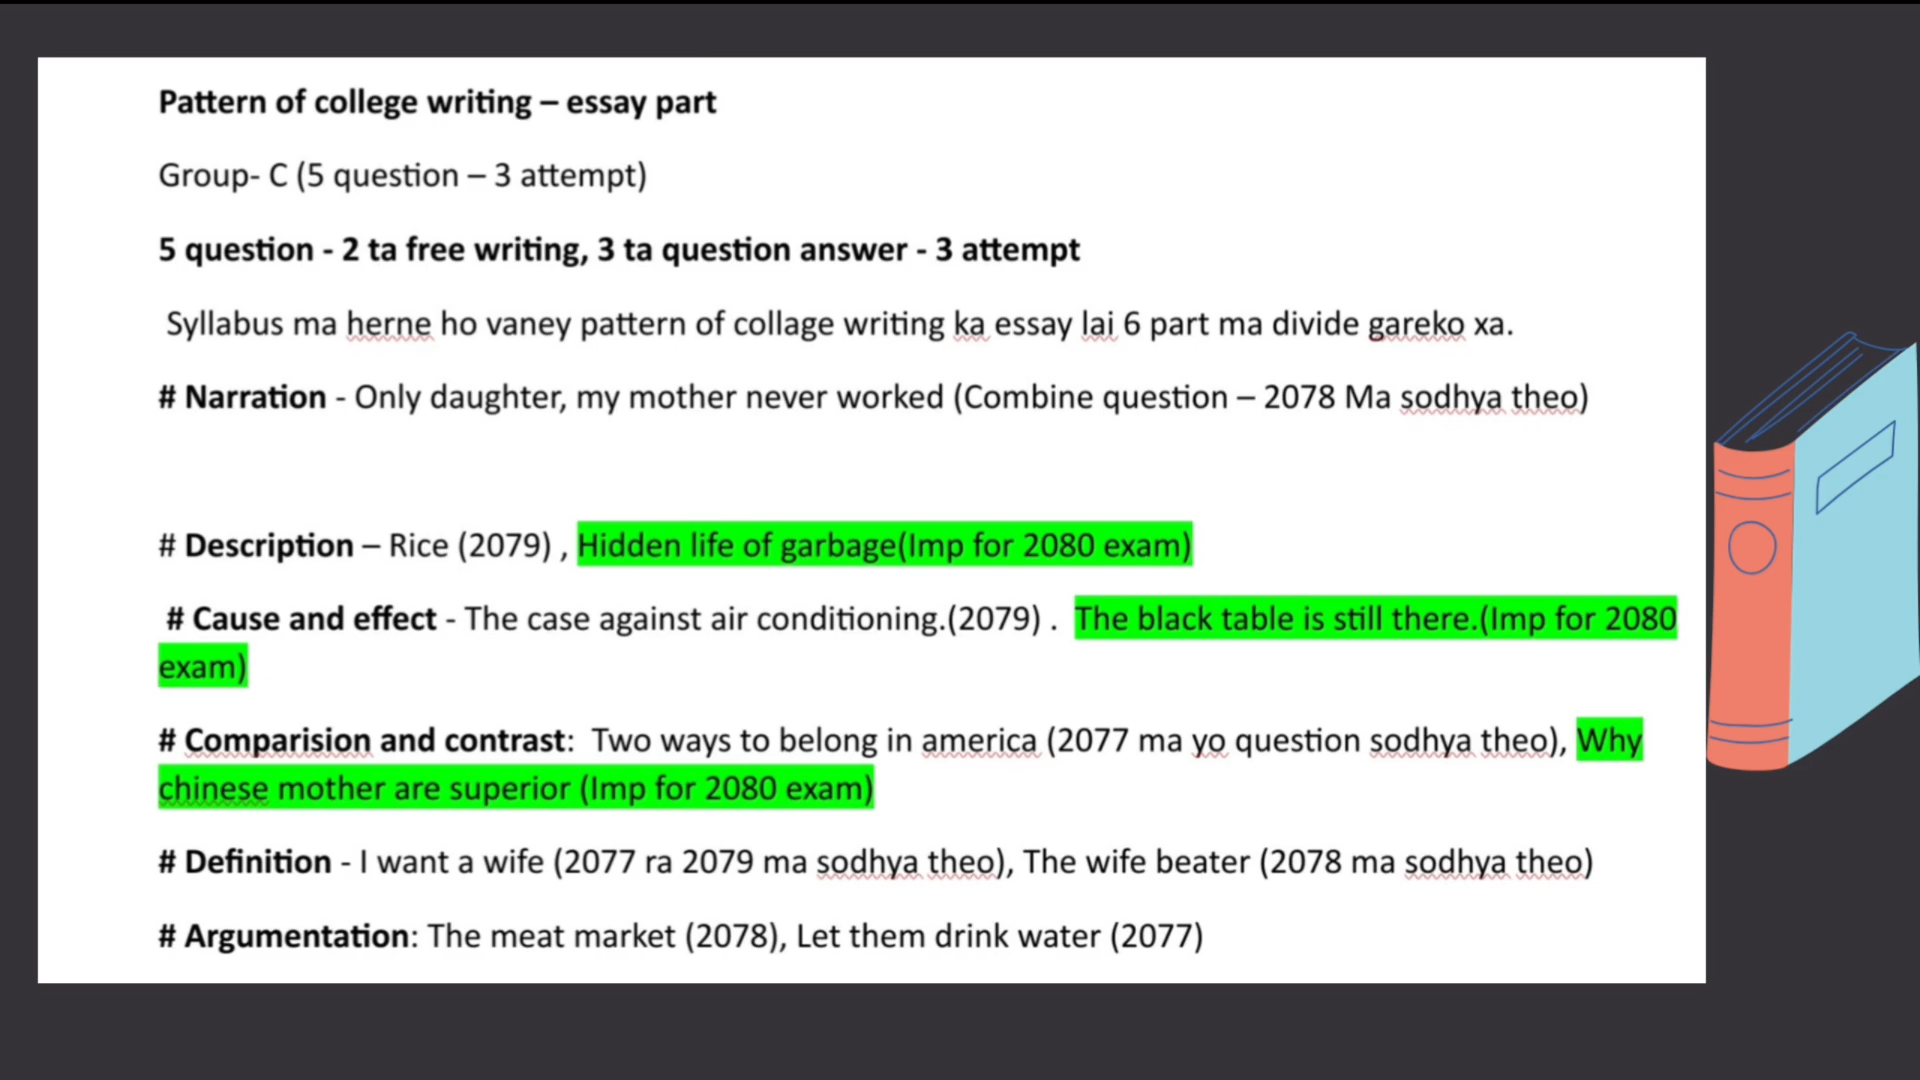 Pattern of college writing – essay part
Group- C (5 question – 3 attempt)
5 question - 2 ta free writing, 3 ta question answer - 3 attempt
Syllabus ma herne ho vaney pattern of collage writing ka essay lai 6 part ma divide gareko xa.
# Narration - Only daughter, my mother never worked (Combine question – 2078 Ma sodhya theo)
# Description – Rice (2079) , Hidden life of garbage(Imp for 2080 exam)
# Cause and effect - The case against air conditioning.(2079) . The black table is still there.(Imp for 2080
exam)
# Comparision and contrast: Two ways to belong in america (2077 ma yo question sodhya theo), Why
chinese mother are superior (Imp for 2080 exam)
# Definition - I want a wife (2077 ra 2079 ma sodhya theo), The wife beater (2078 ma sodhya theo)
# Argumentation: The meat market (2078), Let them drink water (2077)